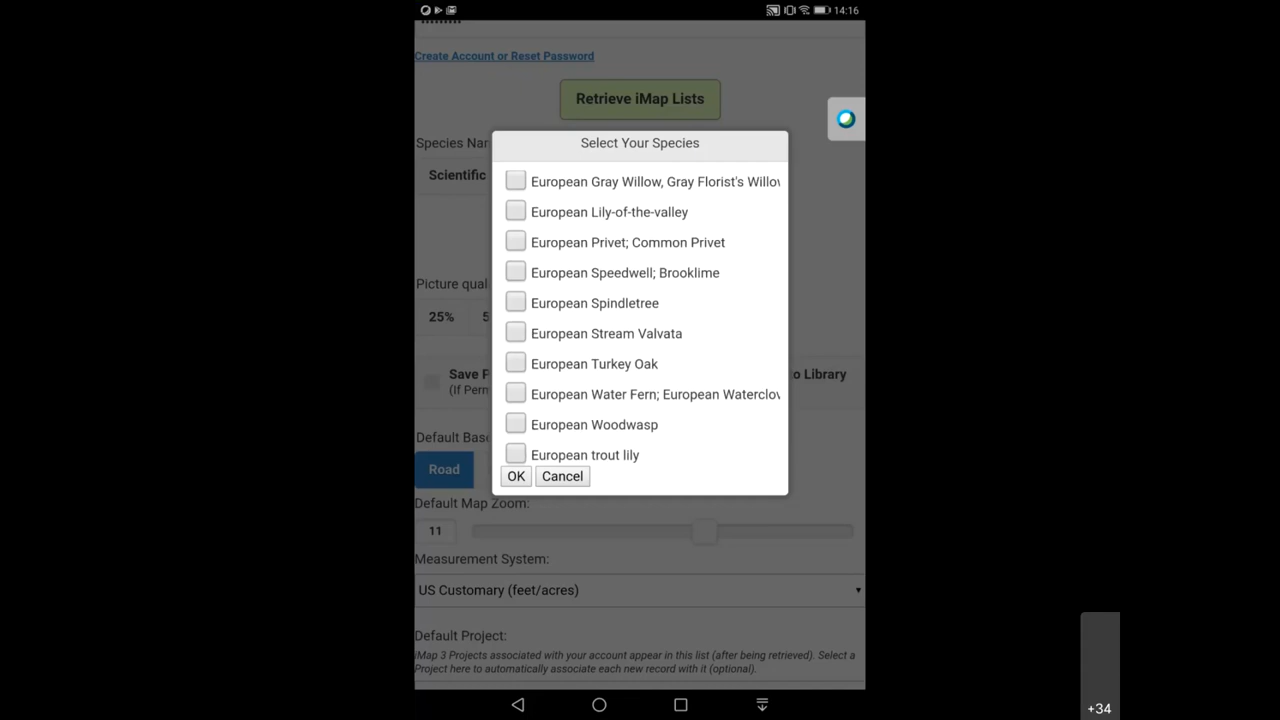 14:16
Create Account or Reset Password
Retrieve iMap Lists
Species Nar
Select Your Species
Scientific
European Gray Willow, Gray Florist's Willov
European Lily-of-the-valley
European Privet; Common Privet
European Speedwell; Brooklime
Picture qual
European Spindletree
25%
5
European Stream Valvata
European Turkey Oak
Save P
o Library
(If Perm
European Water Fern; European Waterclov
European Woodwasp
Default Bas
European trout lily
Road
OK
Cancel
Default Map Zoom:
11
Measurement System:
US Customary (feet/acres)
Default Project:
iMap 3 Projects associated with your account appear in this list (after being retrieved). Select a
Project here to automatically associate each new record with it (optional).
+34